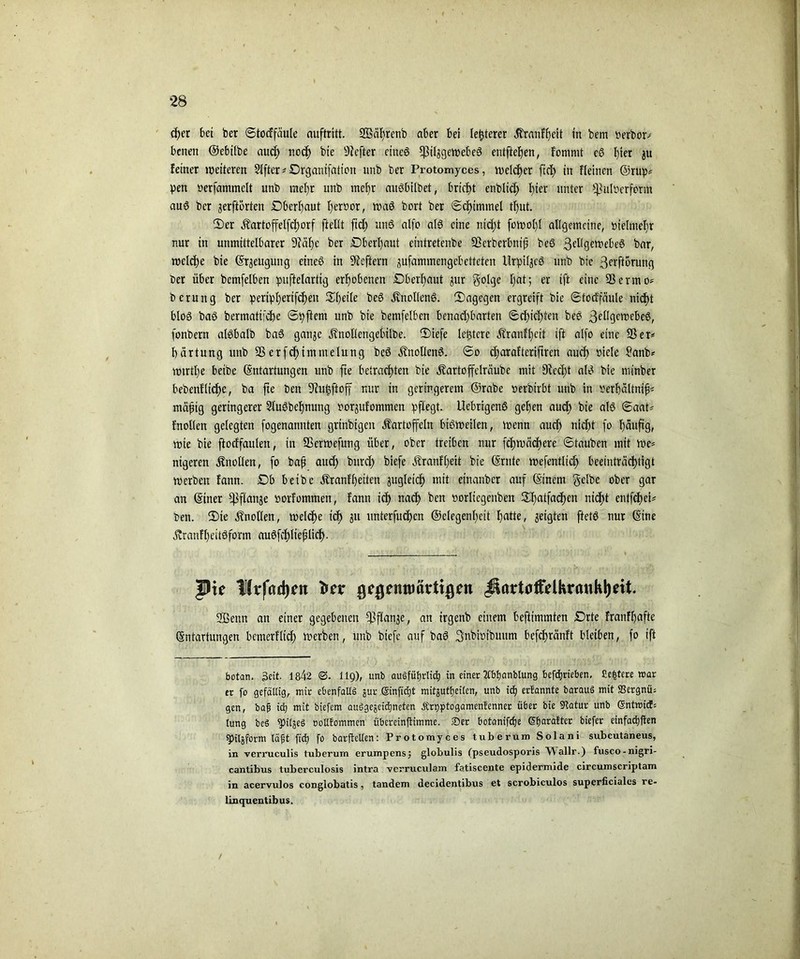 28
cher bei der Stockfäule auftritt. Während aber bei letzterer Krankheit in dem verbor-
benen Gebilde auch noch die Nester eines Pilzgewebes entstehen, kommt es hier zu
keiner weiteren After-Organisation und der Protomyces, welcher sich in kleinen Grup-
pen versammelt und mehr und mehr ausbildet, bricht endlich hier unter Pulverform
aus der zerstörten Oberhaut hervor, was dort der Schimmel thut.
Der Kartoffelschorf stellt sich uns also als eine nicht sowohl allgemeine, vielmehr
nur in unmittelbarer Nähe der Oberhaut eintretende Verderbniß des Zellgewebes dar,
welche die Erzeugung eines in Nestern zusammengebetteten Urpilzes und die Zerstörung
der über demselben pustelartig erhobenen Oberhaut zur Folge hat; er ist eine Vermo-
derung der peripherischen Theile des Knollens. Dagegen ergreift die Stockfäule nicht
blos das dermatische System und die demselben benachbarten Schichten des Zellgewebes,
sondern alsbald das ganze Knollengebilde. Diese letztere Krankheit ist also eine Ver-
härtung und Verschimmelung des Knollens. So charakterisiren auch viele Land-
wirthe beide Entartungen und sie betrachten die Kartoffelräude mit Recht als die minder
bedenkliche, da sie den Nutzstoff nur in geringerem Grade verdirbt und in verhältniß-
mäßig geringerer Ausdehnung vorzukommen pflegt. Uebrigens gehen auch die als Saat-
knollen gelegten sogenannten grindigen Kartoffeln bisweilen, wenn auch nicht so häufig,
wie die stockfaulen, in Verwesung über, oder treiben nur schwächere Stauden mit we-
nigeren Knollen, so daß auch durch diese Krankheit die Ernte wesentlich beeinträchtigt
werden kann. Ob beide Krankheiten zugleich mit einander auf Einem Felde oder gar
an Einer Pflanze vorkommen, kann ich nach den vorliegenden Thatsachen nicht entschei-
den. Die Knollen, welche ich zu untersuchen Gelegenheit hatte, zeigten stets nur Eine
Krankheitsform ausschließlich.
Die Ursachen der gegenwärtigen Kartoffelkrankheit.
Wenn an einer gegebenen Pflanze, an irgend einem bestimmten Orte krankhafte
Entartungen bemerklich werden, und diese auf das Individuum beschränkt bleiben, so ist
botan. Zeit. 1842 S. 119), und ausführlich in einer Abhandlung beschrieben. Letztere war
er so gefällig, mir ebenfalls zur Einsicht mitzutheilen, und ich erkannte daraus mit Vergnü-
gen, daß ich mit diesem ausgezeichneten Kryptogamenkenner über die Natur und Entwick-
lung des Pilzes vollkommen übereinstimme. Der botanische Charakter dieser einfachsten
Pilzform läßt sich so darstellen: Protomyces tuberum Solani subcutaneus,
in verruculis tuberum erumpens; globulis (pseudosporis Wallr.) fusco-nigri-
cantibus tuberculosis intra verruculam fatiscente epidermide circumscriptam
in acervulos conglobatis, tandem decidentibus et scrobiculos superficiales re-
linquentibus.